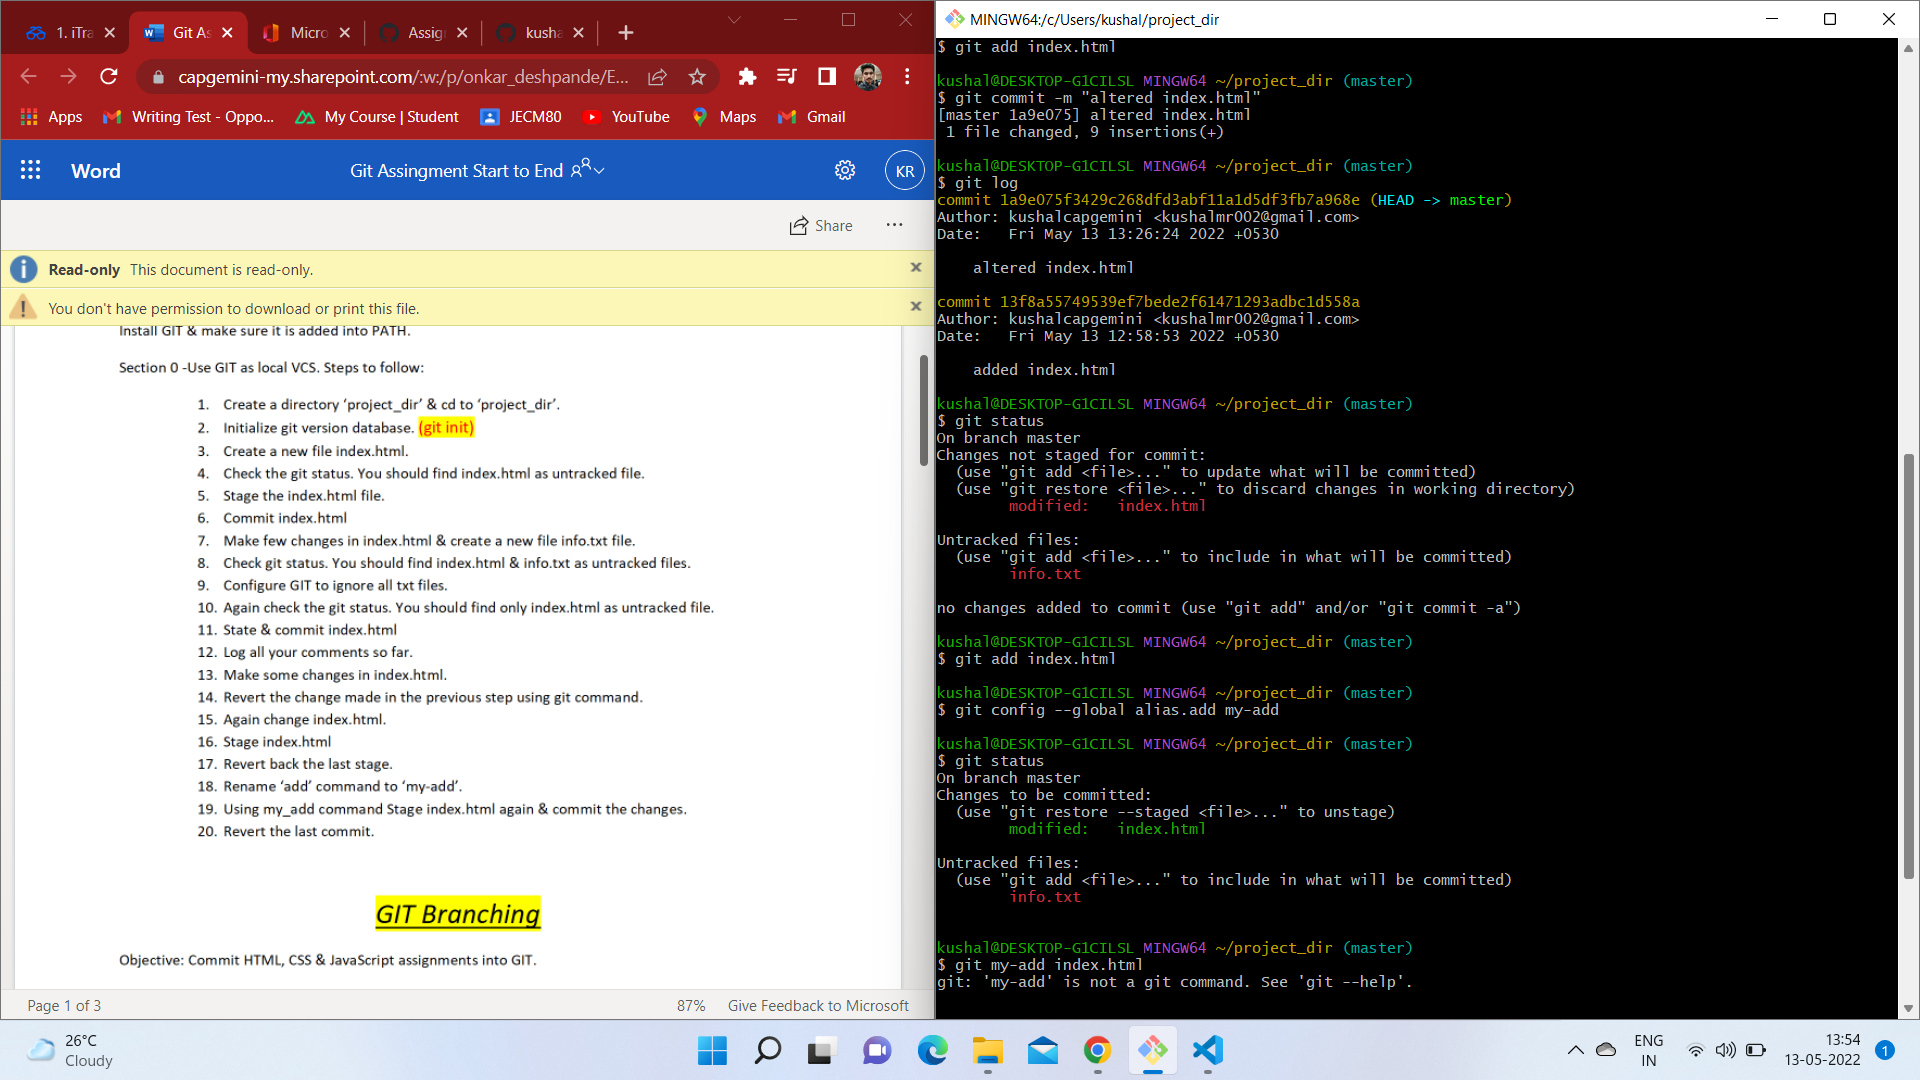 1. iTra
Git As
Micro
Assig
kusha
capgemini-my.sharepoint.com/:w:/p/onkar_deshpande/E...
Apps
Writing Test - Oppo...
My Course | Student
JECM80
YouTube
Maps
Gmail
Word
Git Assingment Start to End
KR
Share
Read-only This document is read-only.
You don't have permission to download or print this file.
Install GIT & make sure it is added into PATH.
Section 0 -Use GIT as local VCS. Steps to follow:
1. Create a directory ‘project_dir’ & cd to ‘project_dir’.
2. Initialize git version database. (git init)
3. Create a new file index.html.
4. Check the git status. You should find index.html as untracked file.
5. Stage the index.html file.
6. Commit index.html
7. Make few changes in index.html & create a new file info.txt file.
8. Check git status. You should find index.html & info.txt as untracked files.
9. Configure GIT to ignore all txt files.
10. Again check the git status. You should find only index.html as untracked file.
11. State & commit index.html
12. Log all your comments so far.
13. Make some changes in index.html.
14. Revert the change made in the previous step using git command.
15. Again change index.html.
16. Stage index.html
17. Revert back the last stage.
18. Rename ‘add’ command to ‘my-add’.
19. Using my_add command Stage index.html again & commit the changes.
20. Revert the last commit.
GIT Branching
Objective: Commit HTML, CSS & JavaScript assignments into GIT.
Page 1 of 3
87%
Give Feedback to Microsoft
MINGW64:/c/Users/kushal/project_dir
$ git add index.html
kushal@DESKTOP-G1CILSL MINGW64 ~/project_dir (master)
$ git commit -m "altered index.html"
[master 1a9e075] altered index.html
1 file changed, 9 insertions(+)
kushal@DESKTOP-G1CILSL MINGW64 ~/project_dir (master)
$ git log
commit 1a9e075f3429c268dfd3abf11a1d5df3fb7a968e (HEAD -> master)
Author: kushalcapgemini <kushalmr002@gmail.com>
Date:   Fri May 13 13:26:24 2022 +0530
altered index.html
commit 13f8a55749539ef7bede2f61471293adbc1d558a
Author: kushalcapgemini <kushalmr002@gmail.com>
Date:   Fri May 13 12:58:53 2022 +0530
added index.html
kushal@DESKTOP-G1CILSL MINGW64 ~/project_dir (master)
$ git status
On branch master
Changes not staged for commit:
(use "git add <file>..." to update what will be committed)
(use "git restore <file>..." to discard changes in working directory)
modified:   index.html
Untracked files:
(use "git add <file>..." to include in what will be committed)
info.txt
no changes added to commit (use "git add" and/or "git commit -a")
kushal@DESKTOP-G1CILSL MINGW64 ~/project_dir (master)
$ git add index.html
kushal@DESKTOP-G1CILSL MINGW64 ~/project_dir (master)
$ git config --global alias.add my-add
kushal@DESKTOP-G1CILSL MINGW64 ~/project_dir (master)
$ git status
On branch master
Changes to be committed:
(use "git restore --staged <file>..." to unstage)
modified:   index.html
Untracked files:
(use "git add <file>..." to include in what will be committed)
info.txt
kushal@DESKTOP-G1CILSL MINGW64 ~/project_dir (master)
$ git my-add index.html
git: 'my-add' is not a git command. See 'git --help'.
26°C
Cloudy
ENG
IN
13:54
13-05-2022
1